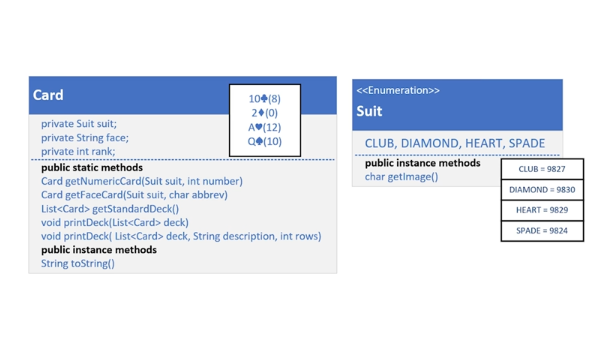 Card
10♣(8)
2♦(0)
A♥(12)
Q♠(10)
private Suit suit;
private String face;
private int rank;
public static methods
Card getNumericCard(Suit suit, int number)
Card getFaceCard(Suit suit, char abbrev)
List<Card> getStandardDeck()
void printDeck(List<Card> deck)
void printDeck( List<Card> deck, String description, int rows)
public instance methods
String toString()
<<Enumeration>>
Suit
CLUB, DIAMOND, HEART, SPADE
public instance methods
char getImage()
CLUB = 9827
DIAMOND = 9830
HEART = 9829
SPADE = 9824